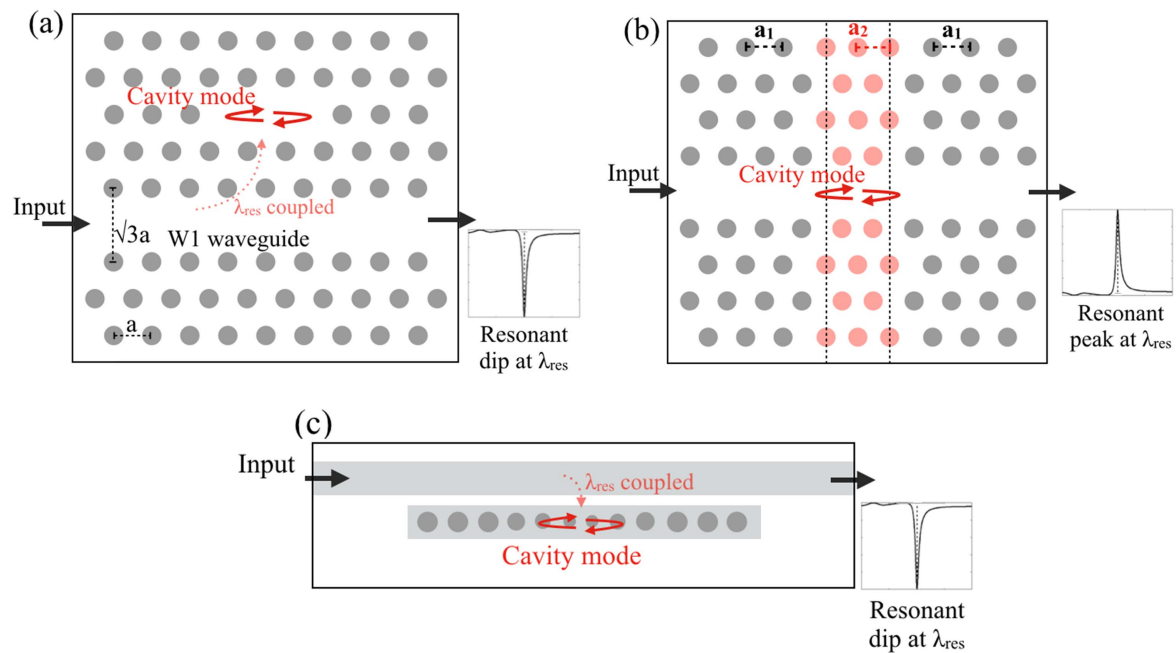 (a)
Cavity mode
λres coupled
Input
√3a
W1 waveguide
a
Resonant
dip at λres
(b)
a1
a2
a1
Input
Cavity mode
Resonant
peak at λres
(c)
Input
λres coupled
Cavity mode
Resonant
dip at λres